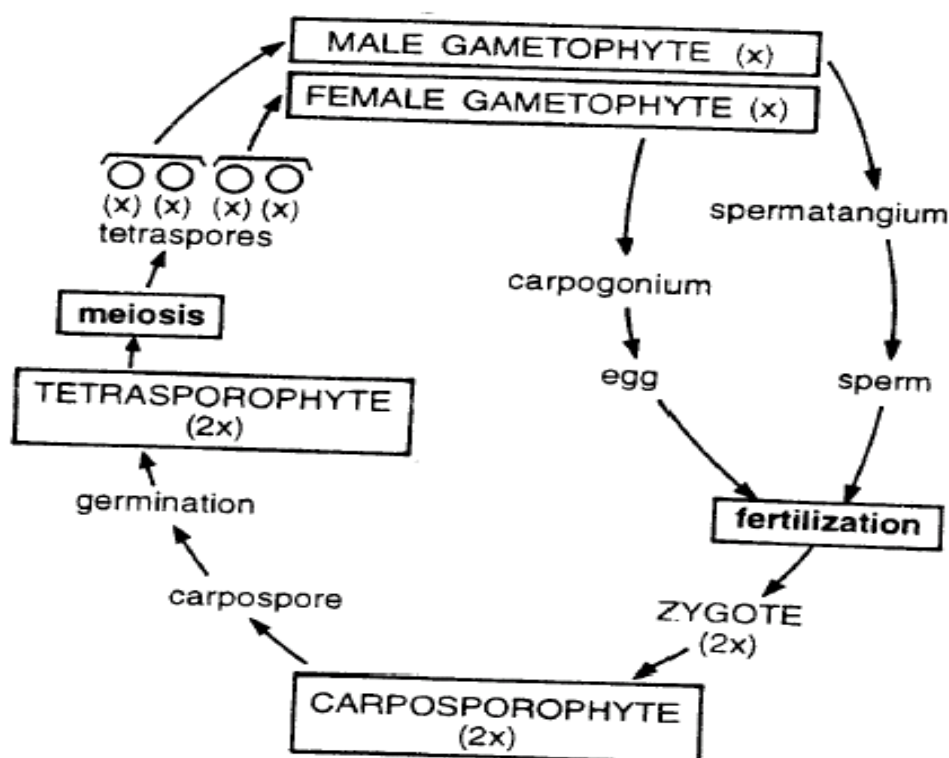 MALE GAMETOPHYTE (x)
FEMALE GAMETOPHYTE (x)
(x) (x) (x) (x)
tetraspores
spermatangium
carpogonium
meiosis
egg
sperm
TETRASPOROPHYTE
(2x)
germination
fertilization
carpospore
ZYGOTE
(2x)
CARPOSPOROPHYTE
(2x)